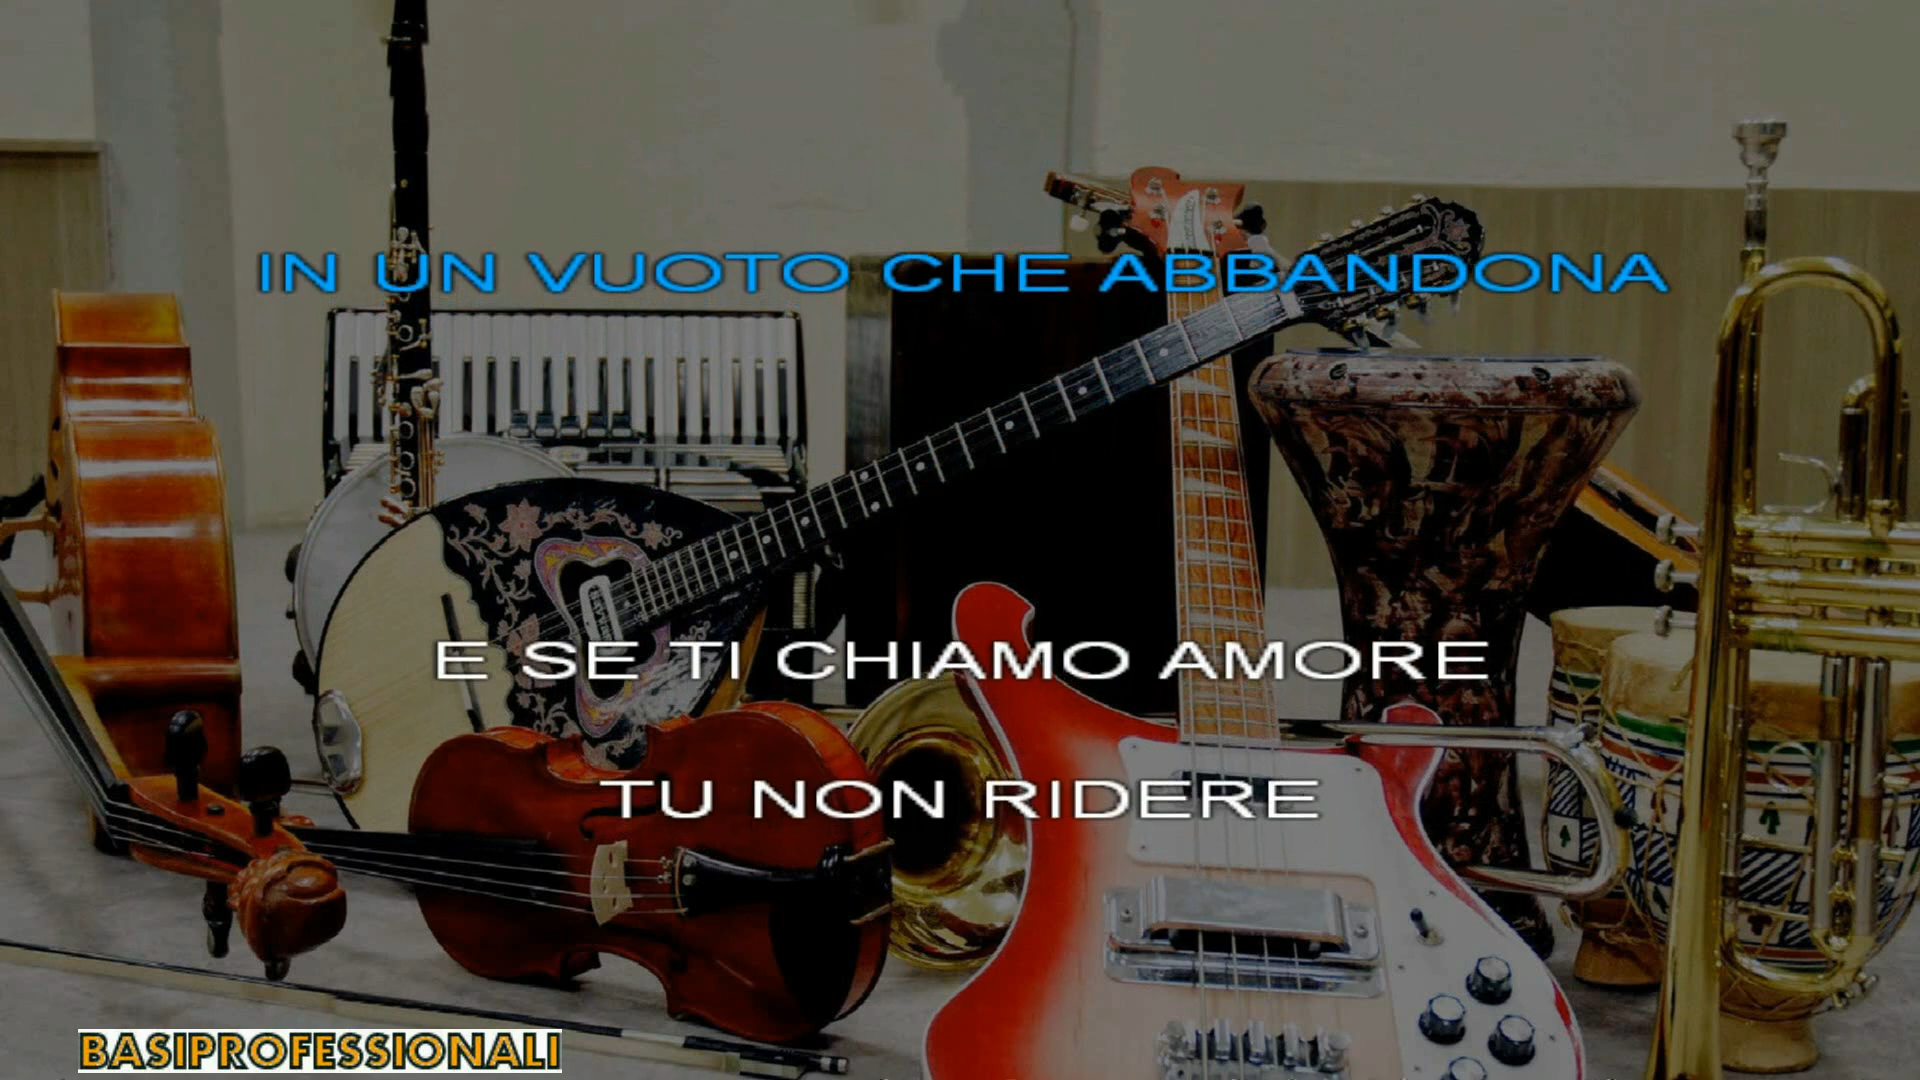 IN UN VUOTO CHE ABBANDONA
E SE TI CHIAMO AMORE
TU NON RIDERE
BASIPROFESSIONALI